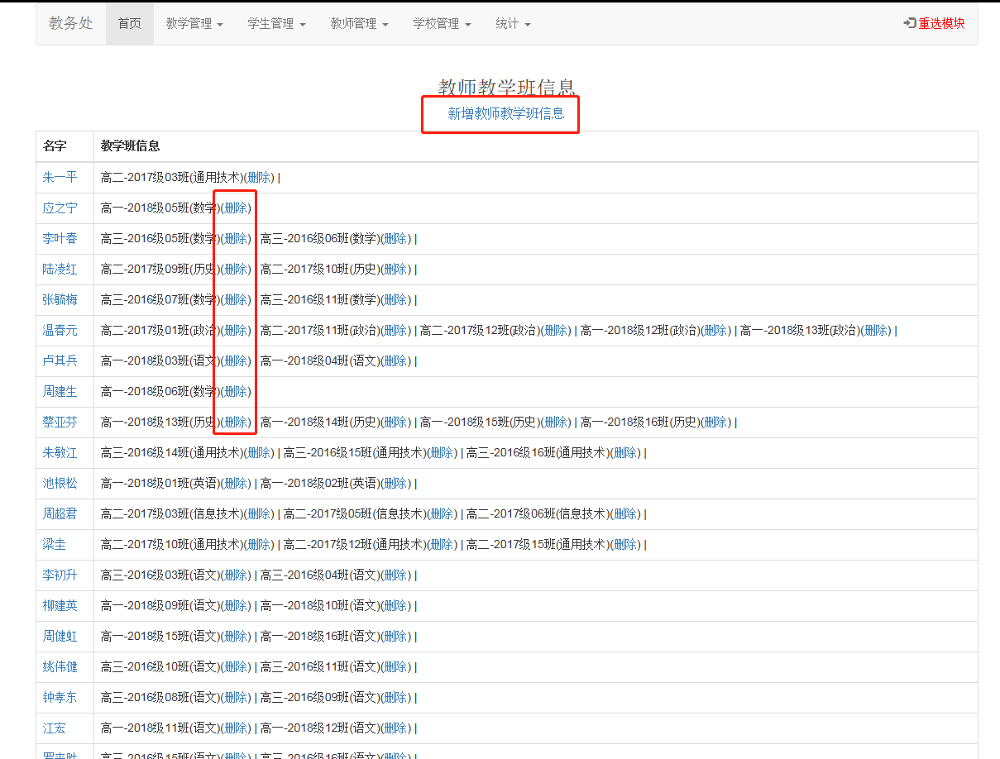 教务处 首页 教学管理 学生管理 教师管理 学校管理 统计 重选模块
教师教学班信息
新增教师教学班信息
名字 教学班信息
朱一平 高二-2017级03班(通用技术)(删除) |
应之宁 高一-2018级05班(数学)(删除)
李叶春 高三-2016级05班(数学)(删除) 高三-2016级06班(数学)(删除) |
陆凌红 高二-2017级09班(历史)(删除) 高二-2017级10班(历史)(删除) |
张毓梅 高三-2016级07班(数学)(删除) 高三-2016级11班(数学)(删除) |
温春元 高二-2017级01班(政治)(删除) 高二-2017级11班(政治)(删除) | 高二-2017级12班(政治)(删除) | 高一-2018级12班(政治)(删除) | 高一-2018级13班(政治)(删除) |
卢其兵 高一-2018级03班(语文)(删除) 高一-2018级04班(语文)(删除) |
周建生 高一-2018级06班(数学)(删除)
蔡亚芬 高一-2018级13班(历史)(删除) 高一-2018级14班(历史)(删除) | 高一-2018级15班(历史)(删除) | 高一-2018级16班(历史)(删除) |
朱敏江 高三-2016级14班(通用技术)(删除) | 高三-2016级15班(通用技术)(删除) | 高三-2016级16班(通用技术)(删除) |
池根松 高一-2018级01班(英语)(删除) | 高一-2018级02班(英语)(删除) |
周超君 高二-2017级03班(信息技术)(删除) | 高二-2017级05班(信息技术)(删除) | 高二-2017级06班(信息技术)(删除) |
梁圭 高二-2017级10班(通用技术)(删除) | 高二-2017级12班(通用技术)(删除) | 高二-2017级15班(通用技术)(删除) |
李初升 高三-2016级03班(语文)(删除) | 高三-2016级04班(语文)(删除) |
柳建英 高一-2018级09班(语文)(删除) | 高一-2018级10班(语文)(删除) |
周健虹 高一-2018级15班(语文)(删除) | 高一-2018级16班(语文)(删除) |
姚伟健 高三-2016级10班(语文)(删除) | 高三-2016级11班(语文)(删除) |
钟孝东 高三-2016级08班(语文)(删除) | 高三-2016级09班(语文)(删除) |
江宏 高一-2018级11班(语文)(删除) | 高一-2018级12班(语文)(删除) |
高三-2016级15班(语文)(删除) | 高三-2016级16班(语文)(删除) |